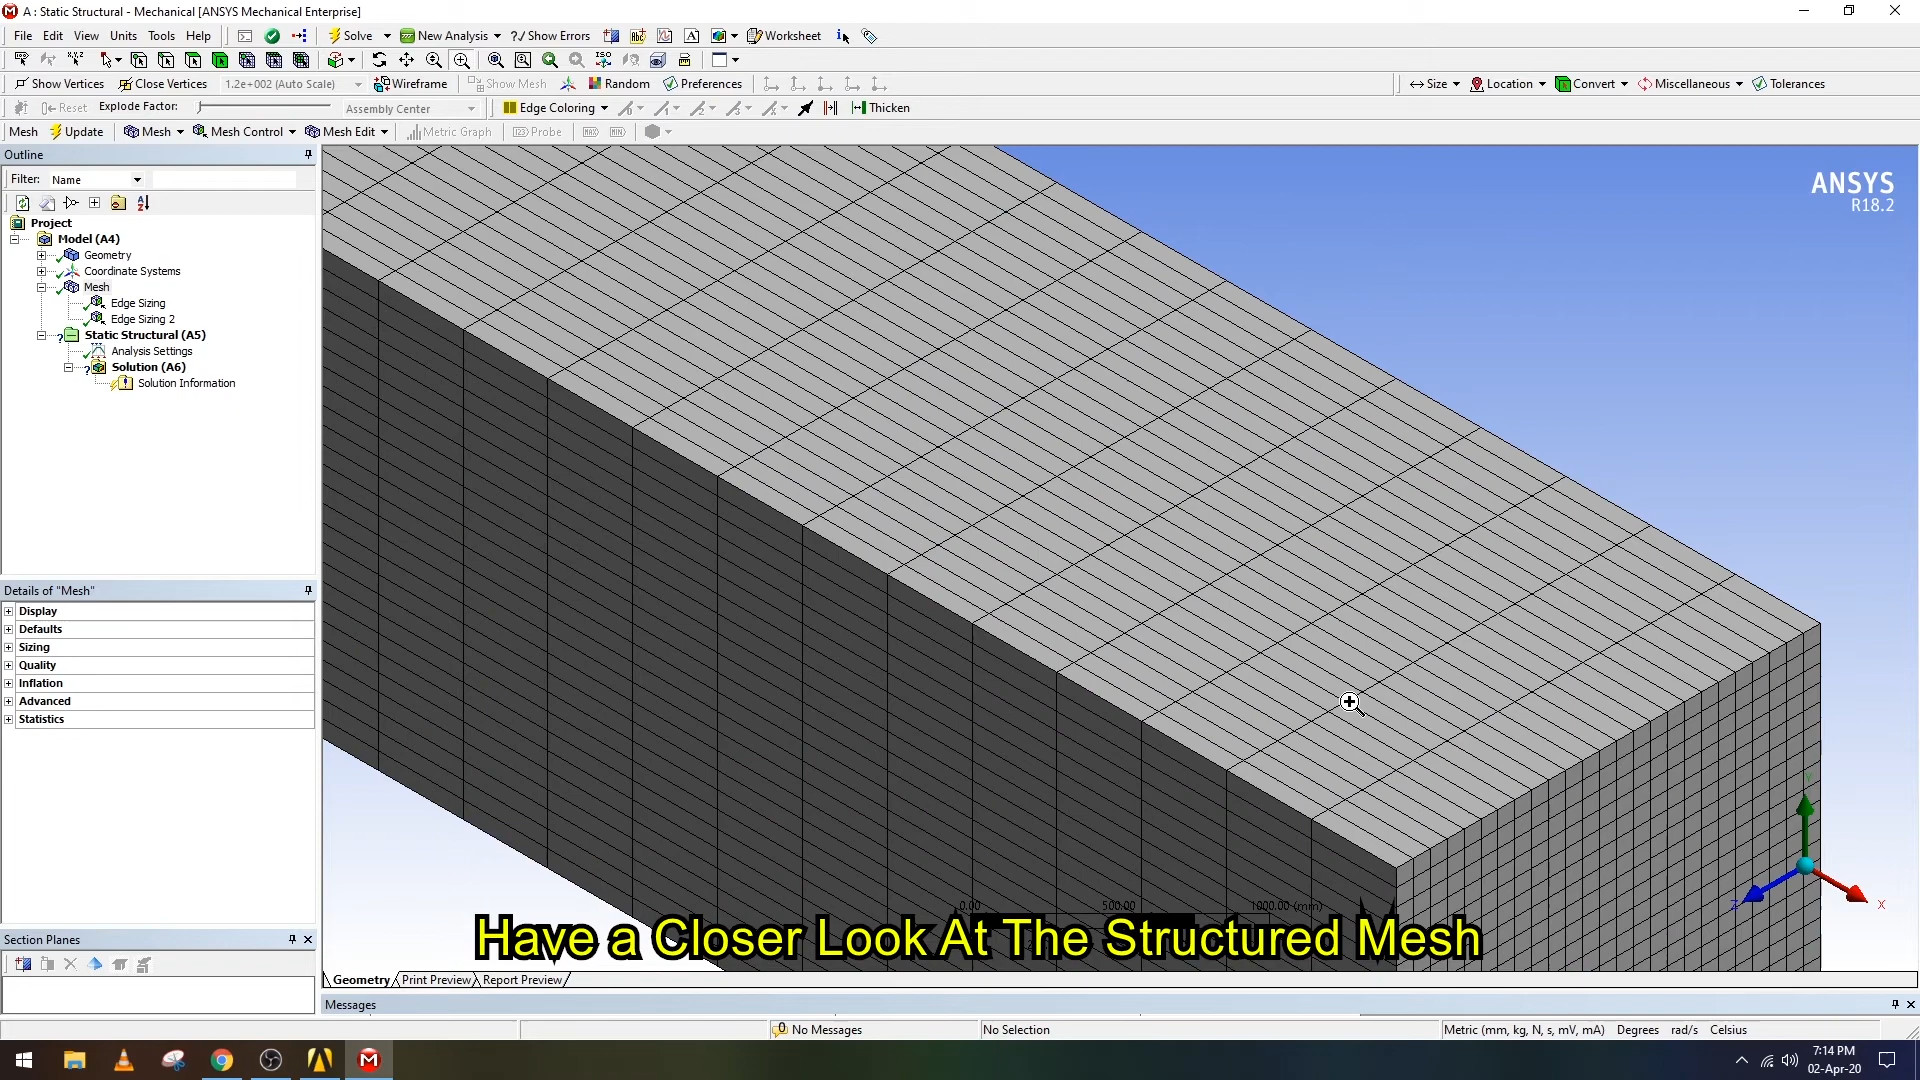 A : Static Structural - Mechanical [ANSYS Mechanical Enterprise]
File Edit View Units Tools Help Solve New Analysis ?/Show Errors Worksheet
Show Vertices Close Vertices 1.2e+002 (Auto Scale) Wireframe Show Mesh Random Preferences Size Location Convert Miscellaneous Tolerances
Reset Explode Factor: Assembly Center Edge Coloring Thicken
Mesh Update Mesh Mesh Control Mesh Edit Metric Graph Probe
Outline
Filter: Name
Project
Model (A4)
Geometry
Coordinate Systems
Mesh
Edge Sizing
Edge Sizing 2
Static Structural (A5)
Analysis Settings
Solution (A6)
Solution Information
ANSYS
R18.2
Details of "Mesh"
Display
Defaults
Sizing
Quality
Inflation
Advanced
Statistics
Section Planes
Y
Z
X
0.00 500.00 1000.00 (mm)
Have a Closer Look At The Structured Mesh
Geometry Print Preview Report Preview
Messages
No Messages No Selection Metric (mm, kg, N, s, mV, mA) Degrees rad/s Celsius
7:14 PM
02-Apr-20